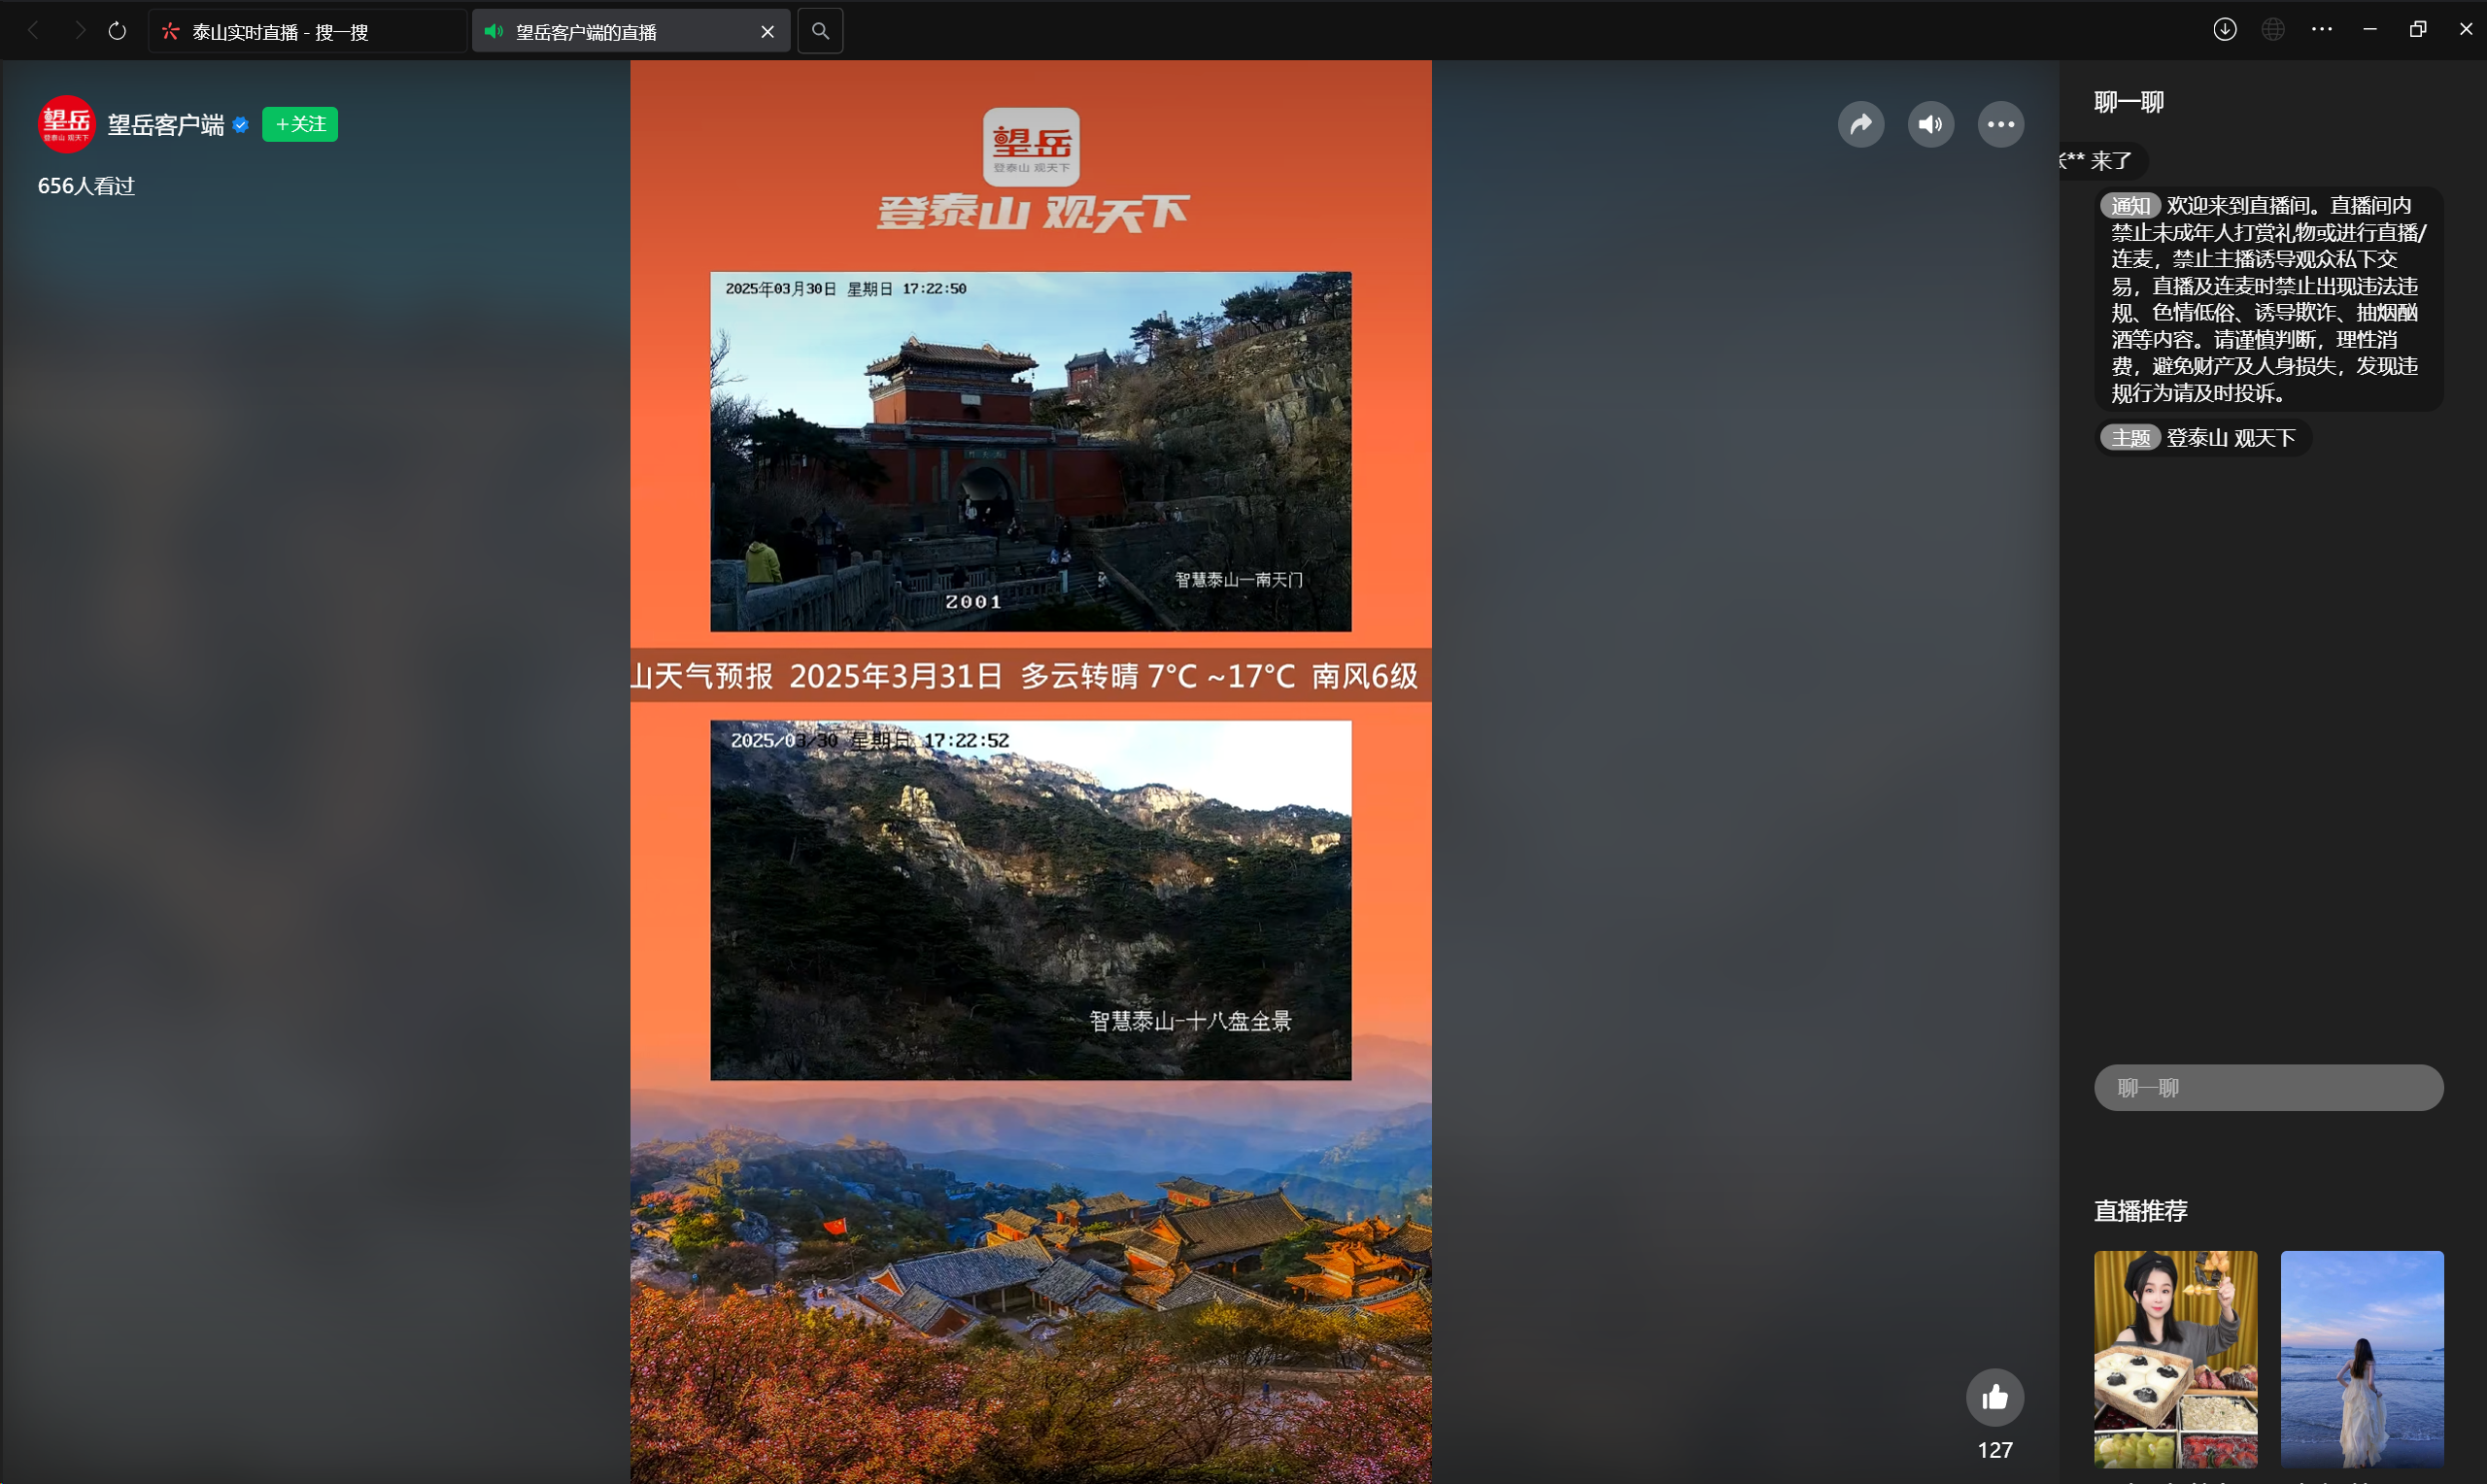 泰山实时直播 - 搜一搜
望岳客户端的直播
望岳
登泰山 观天下
望岳客户端
+关注
656人看过
望岳
登泰山 观天下
登泰山 观天下
2025年03月30日 星期日 17:22:50
智慧泰山—南天门
2001
山天气预报 2025年3月31日 多云转晴 7°C ~17°C 南风6级
2025/03/30 星期日 17:22:52
智慧泰山-十八盘全景
127
聊一聊
** 来了
通知 欢迎来到直播间。直播间内
禁止未成年人打赏礼物或进行直播/
连麦，禁止主播诱导观众私下交
易，直播及连麦时禁止出现违法违
规、色情低俗、诱导欺诈、抽烟酗
酒等内容。请谨慎判断，理性消
费，避免财产及人身损失，发现违
规行为请及时投诉。
主题 登泰山 观天下
聊一聊
直播推荐